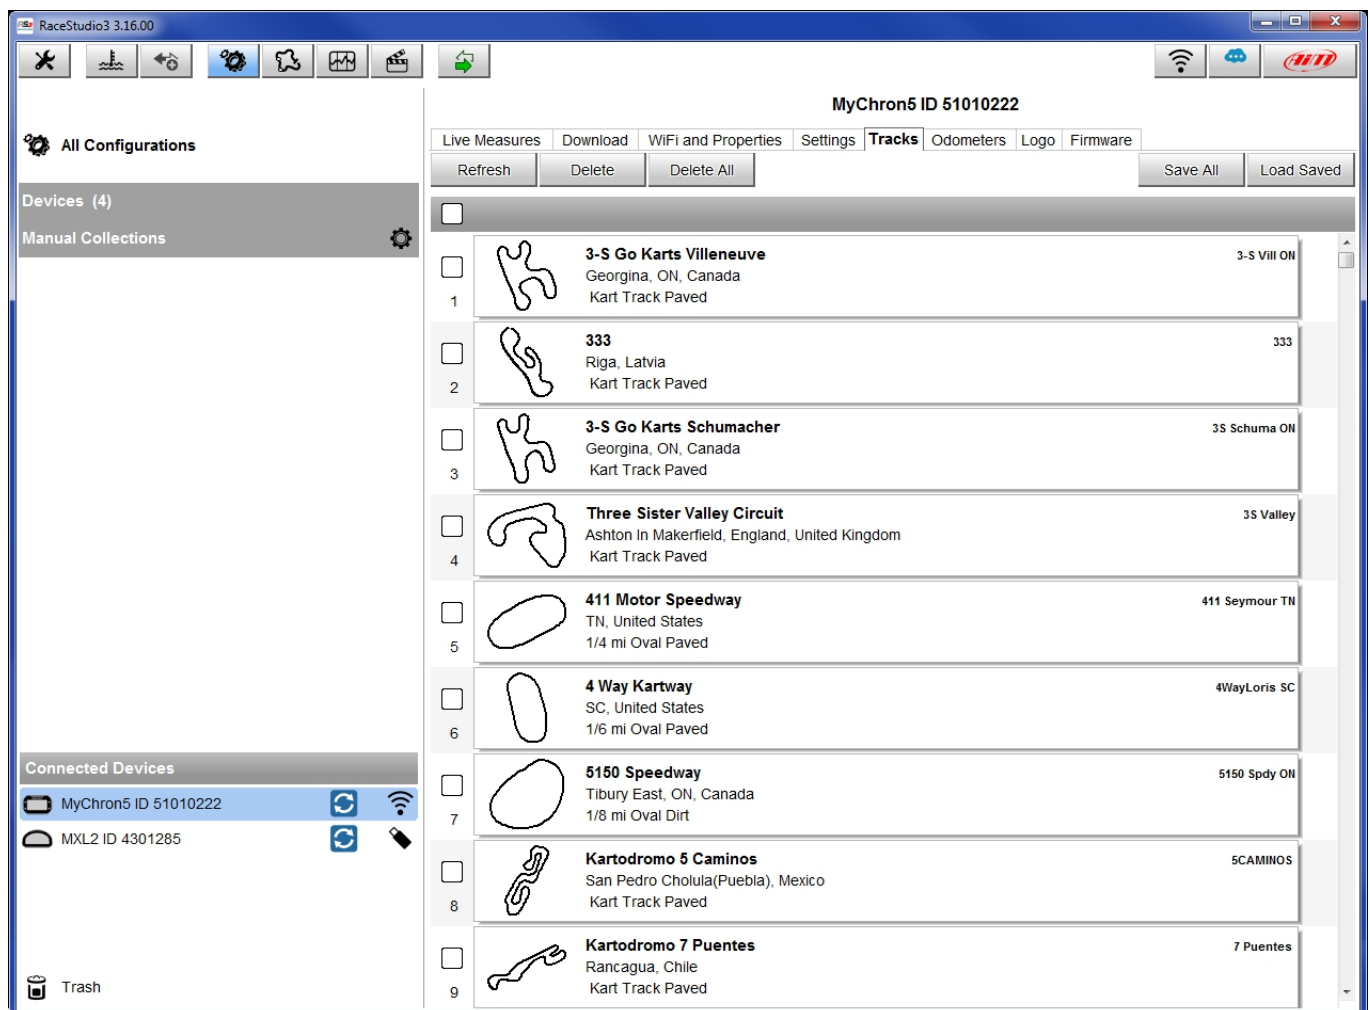 RaceStudio3 3.16.00
AiM
MyChron5 ID 51010222
All Configurations
Live Measures Download WiFi and Properties Settings Tracks Odometers Logo Firmware
Refresh Delete Delete All Save All Load Saved
Devices (4)
Manual Collections
1 3-S Go Karts Villeneuve 3-S Vill ON
Georgina, ON, Canada
Kart Track Paved
2 333 333
Riga, Latvia
Kart Track Paved
3 3-S Go Karts Schumacher 3S Schuma ON
Georgina, ON, Canada
Kart Track Paved
4 Three Sister Valley Circuit 3S Valley
Ashton In Makerfield, England, United Kingdom
Kart Track Paved
5 411 Motor Speedway 411 Seymour TN
TN, United States
1/4 mi Oval Paved
6 4 Way Kartway 4WayLoris SC
SC, United States
1/6 mi Oval Paved
7 5150 Speedway 5150 Spdy ON
Tibury East, ON, Canada
1/8 mi Oval Dirt
8 Kartodromo 5 Caminos 5CAMINOS
San Pedro Cholula(Puebla), Mexico
Kart Track Paved
9 Kartodromo 7 Puentes 7 Puentes
Rancagua, Chile
Kart Track Paved
Connected Devices
MyChron5 ID 51010222
MXL2 ID 4301285
Trash